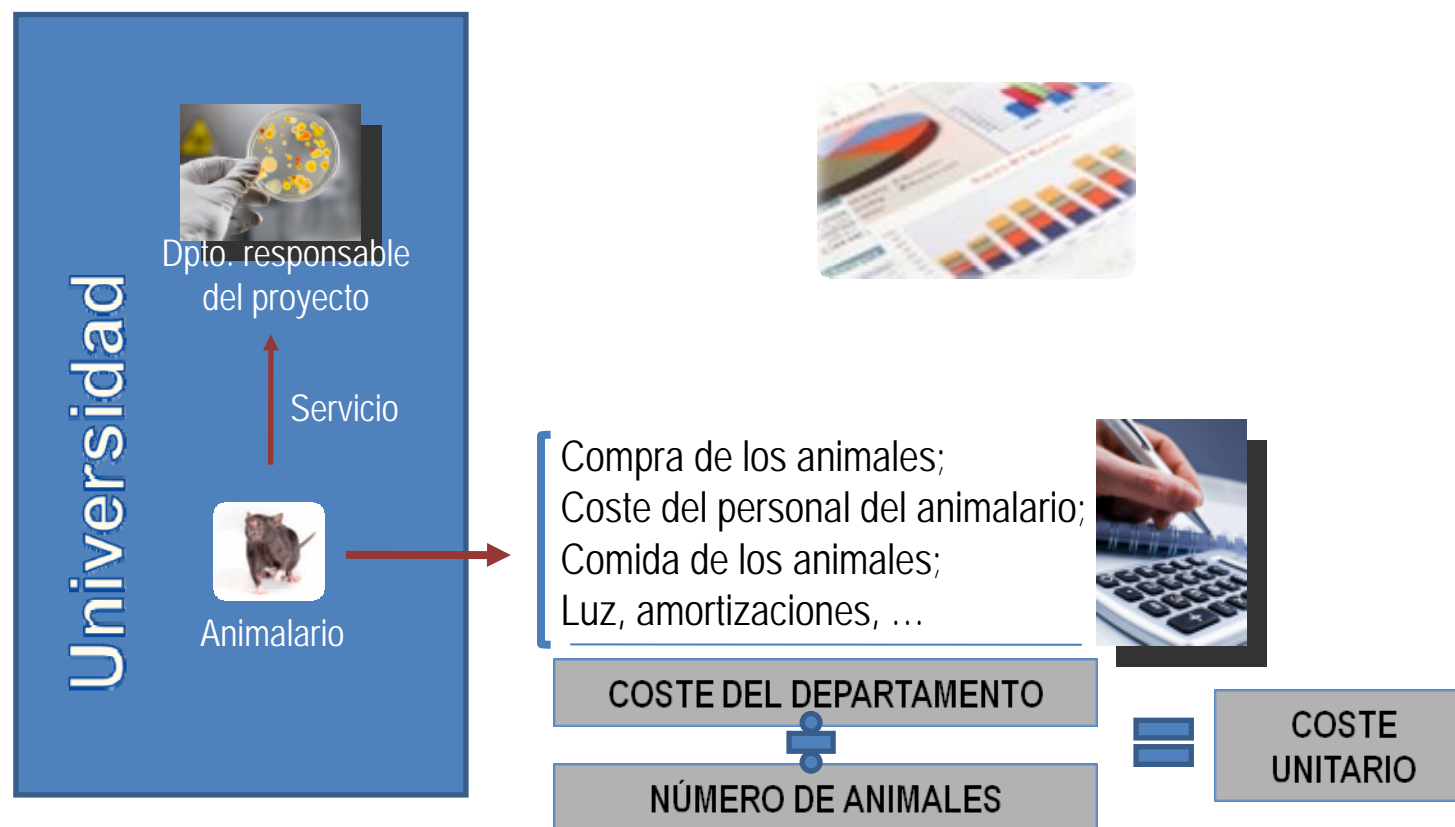 Universidad
Dpto. responsable
del proyecto
Servicio
Animalario
Compra de los animales;
Coste del personal del animalario;
Comida de los animales;
Luz, amortizaciones, …
COSTE DEL DEPARTAMENTO
NÚMERO DE ANIMALES
COSTE
UNITARIO